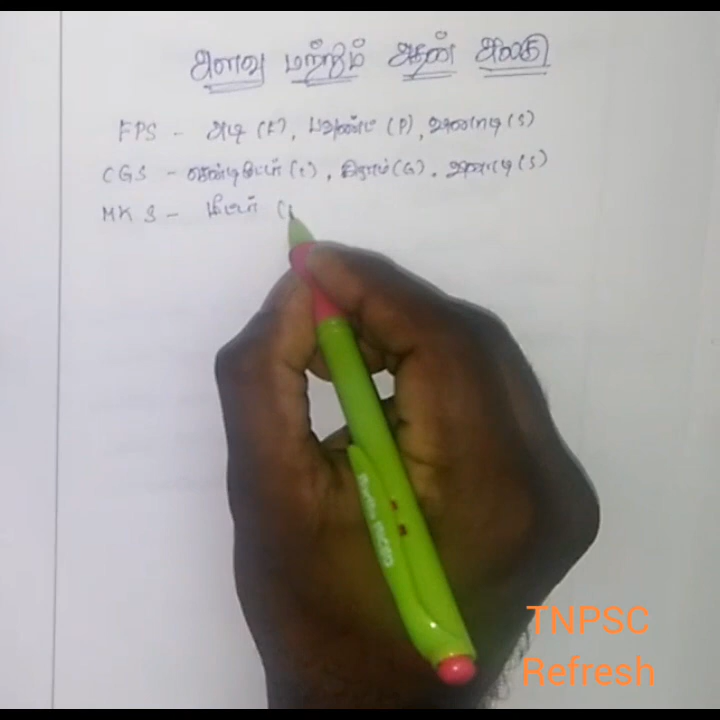 அளவு மற்றும் அதன் அலகு
FPS - அடி (F), பவுண்ட் (P), வினாடி (S)
CGS - சென்டிமீட்டர் (C), கிராம் (G), வினாடி (S)
MKS - மீட்டர் (
TNPSC
Refresh